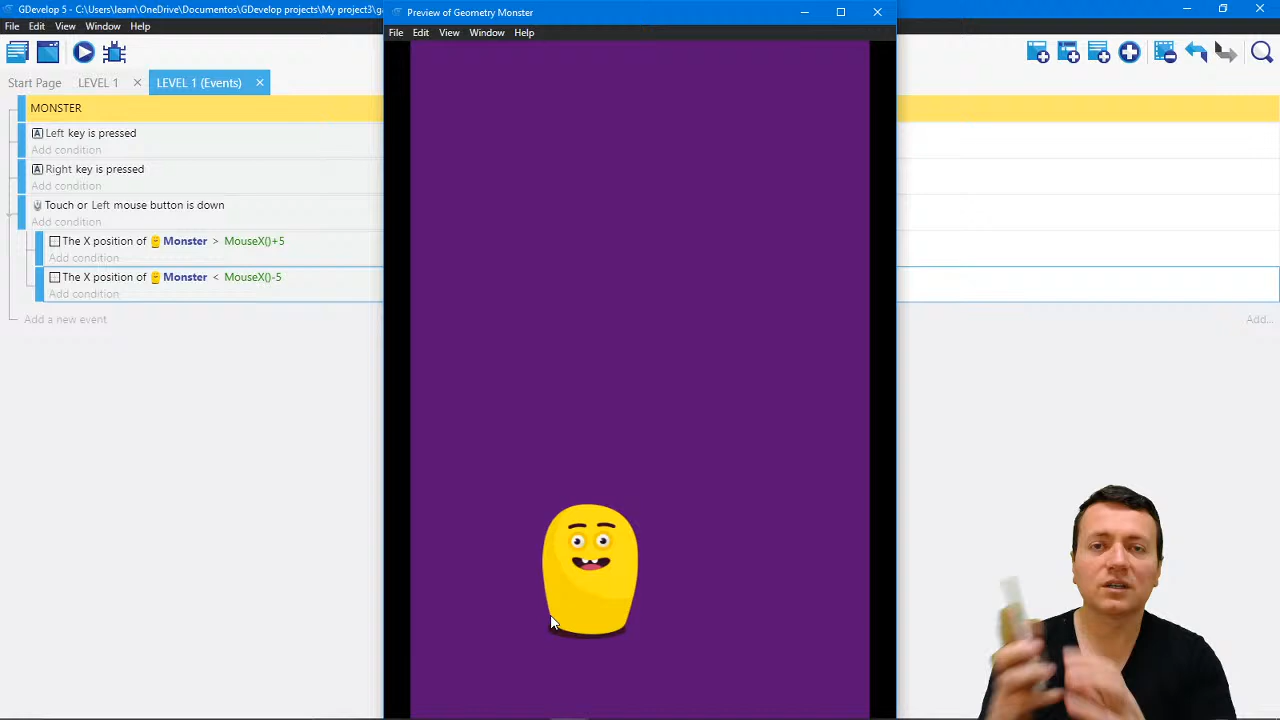 GDevelop 5 - C:\Users\learn\OneDrive\Documentos\GDevelop projects\My project3\g
Preview of Geometry Monster
File Edit View Window Help
File Edit View Window Help
Start Page LEVEL 1 × LEVEL 1 (Events) ×
MONSTER
Left key is pressed
Add condition
Right key is pressed
Add condition
Touch or Left mouse button is down
Add condition
The X position of Monster > MouseX()+5
Add condition
The X position of Monster < MouseX()-5
Add condition
Add a new event
Add...